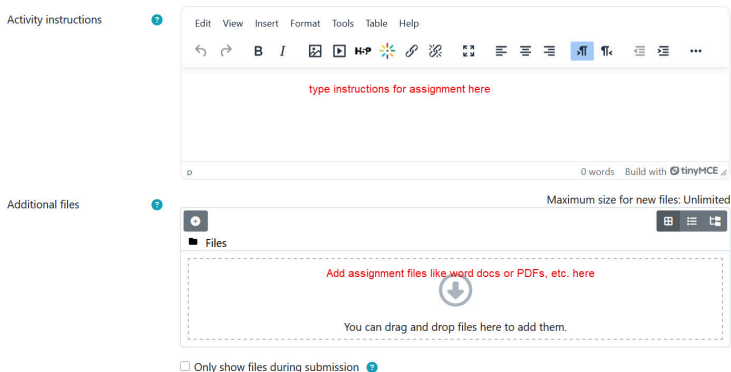 Activity instructions
Edit View Insert Format Tools Table Help
B I H-P
type instructions for assignment here
p 0 words Build with tinyMCE
Maximum size for new files: Unlimited
Additional files
Files
Add assignment files like word docs or PDFs, etc. here
You can drag and drop files here to add them.
Only show files during submission